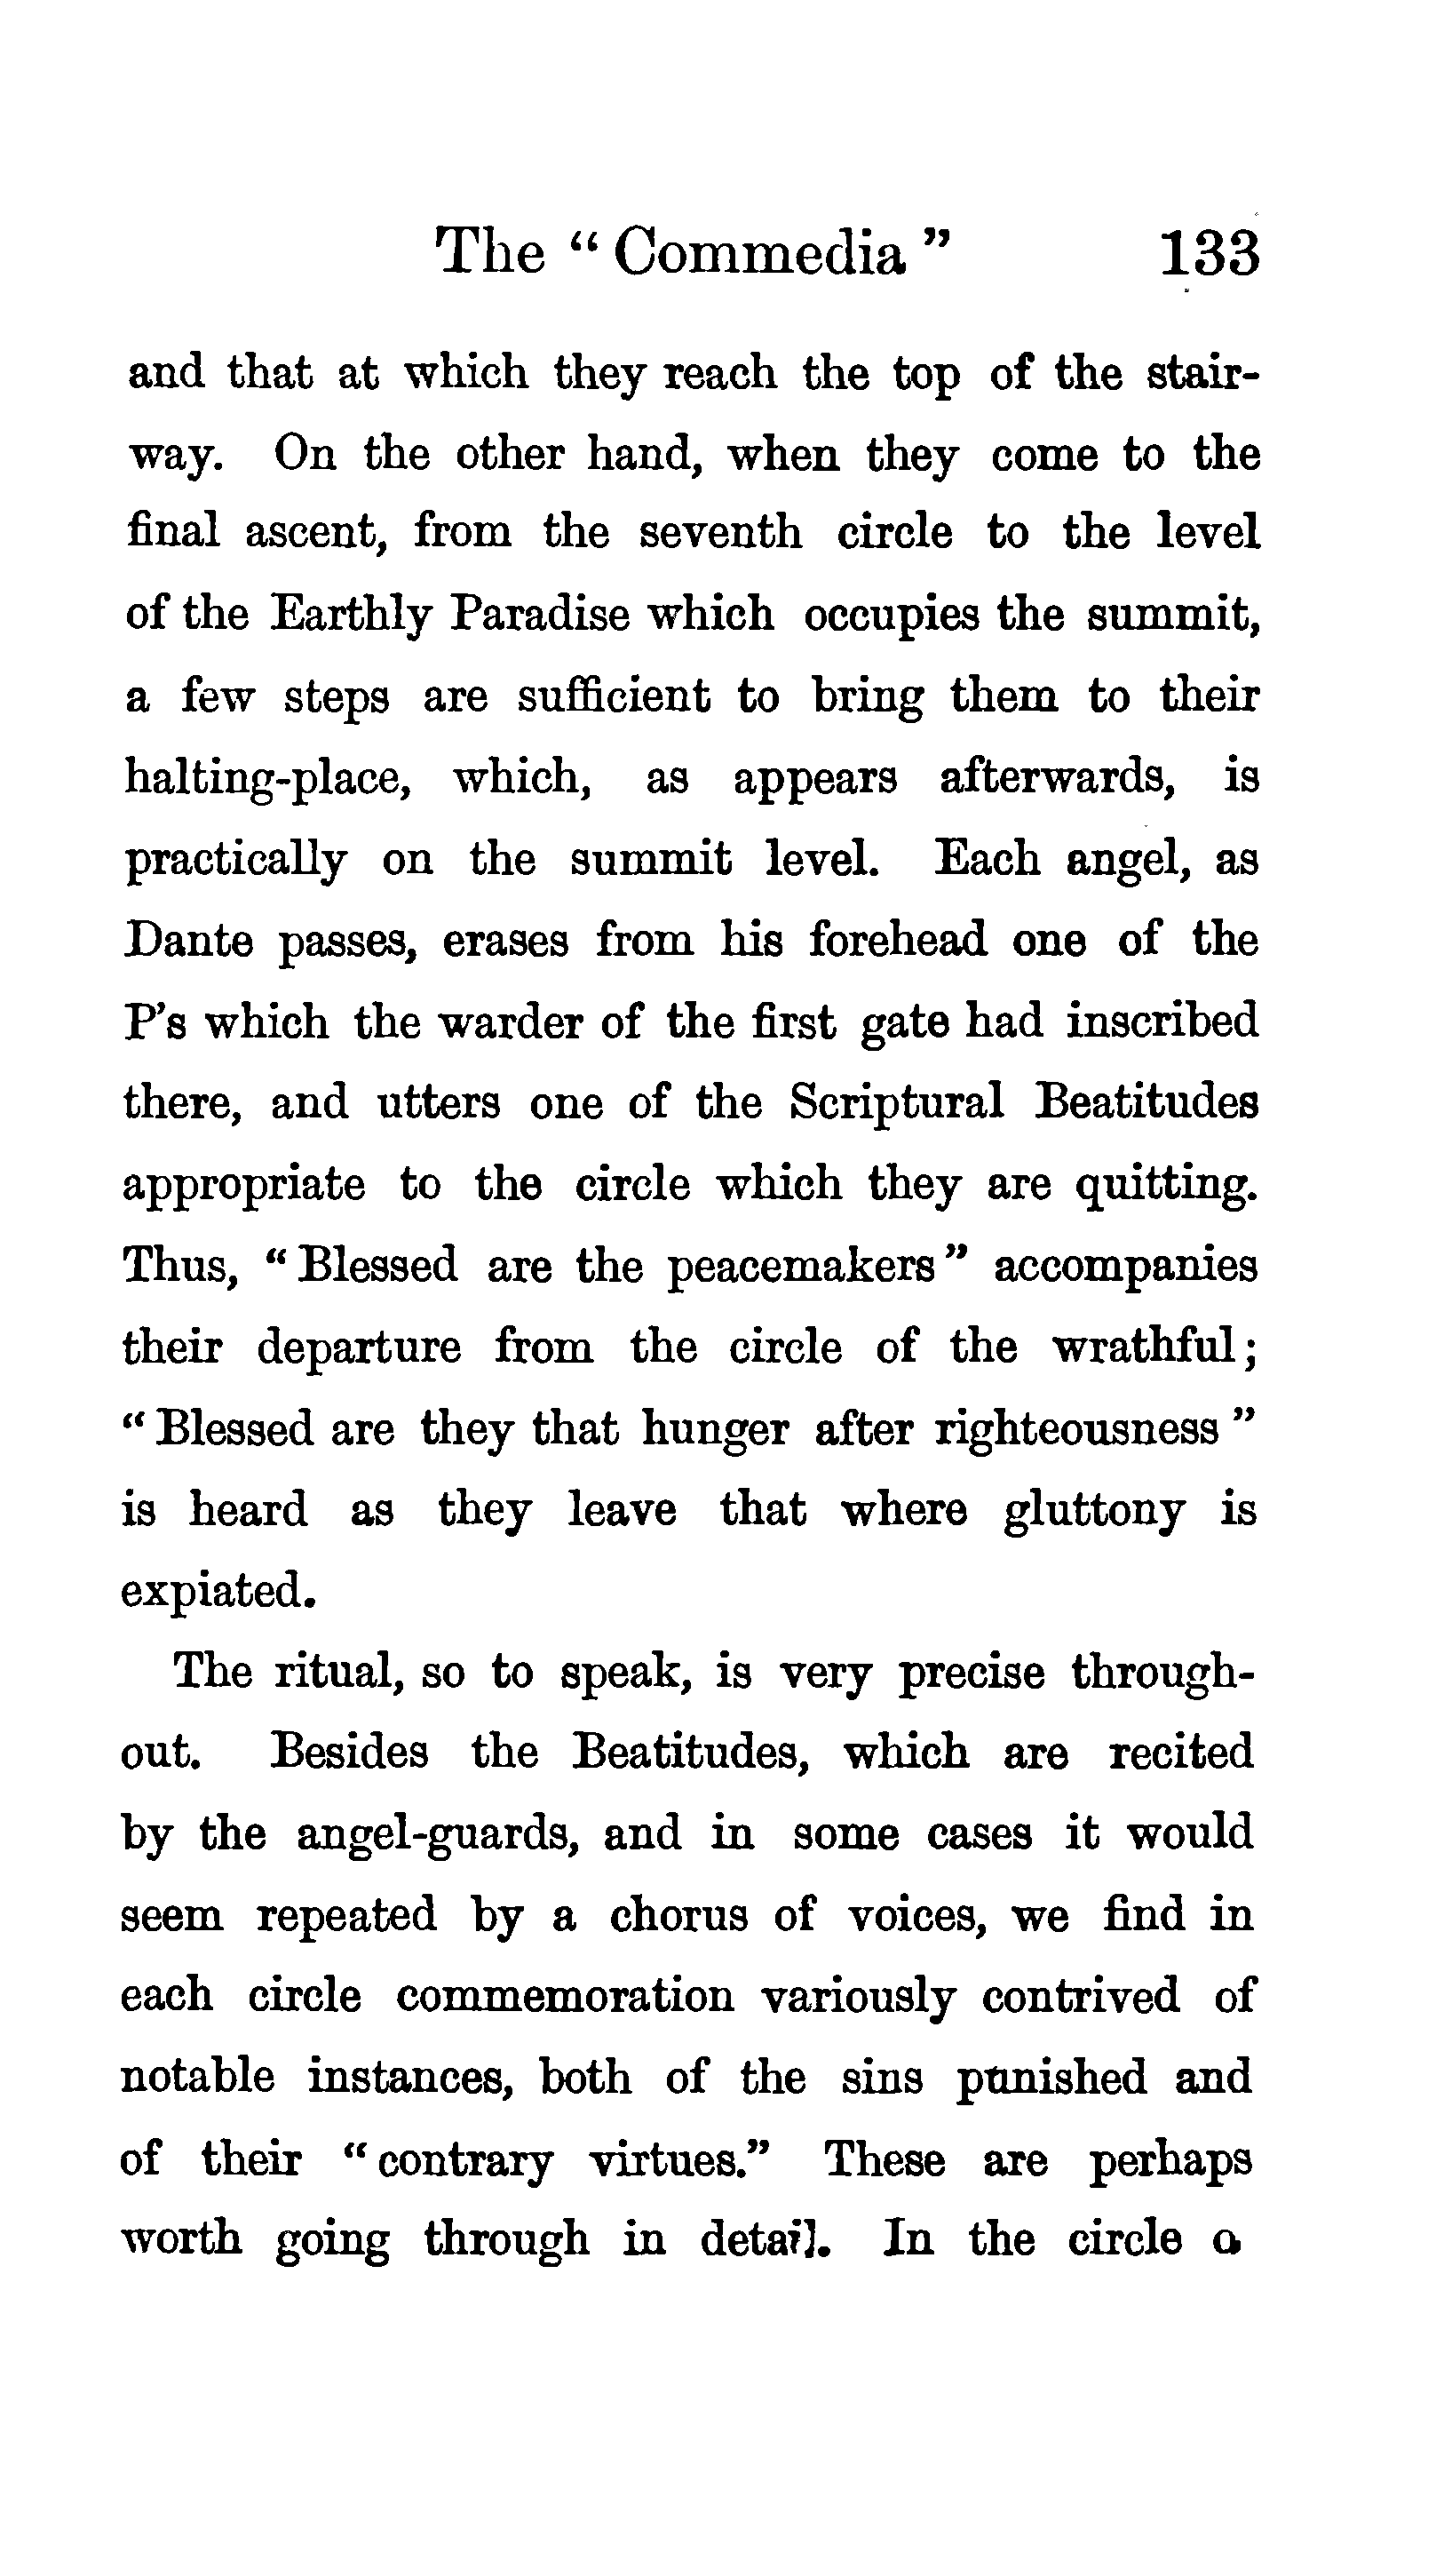 The “ Commedia ” 133
and that at which they reach the top of the stair-
way. On the other hand, when they come to the
final ascent, from the seventh circle to the level
of the Earthly Paradise which occupies the summit,
a few steps are sufficient to bring them to their
halting-place, which, as appears afterwards, is
practically on the summit level. Each angel, as
Dante passes, erases from his forehead one of the
P’s which the warder of the first gate had inscribed
there, and utters one of the Scriptural Beatitudes
appropriate to the circle which they are quitting.
Thus, “ Blessed are the peacemakers ” accompanies
their departure from the circle of the wrathful ;
“ Blessed are they that hunger after righteousness ”
is heard as they leave that where gluttony is
expiated.
The ritual, so to speak, is very precise through-
out. Besides the Beatitudes, which are recited
by the angel-guards, and in some cases it would
seem repeated by a chorus of voices, we find in
each circle commemoration variously contrived of
notable instances, both of the sins punished and
of their “ contrary virtues.” These are perhaps
worth going through in detail. In the circle